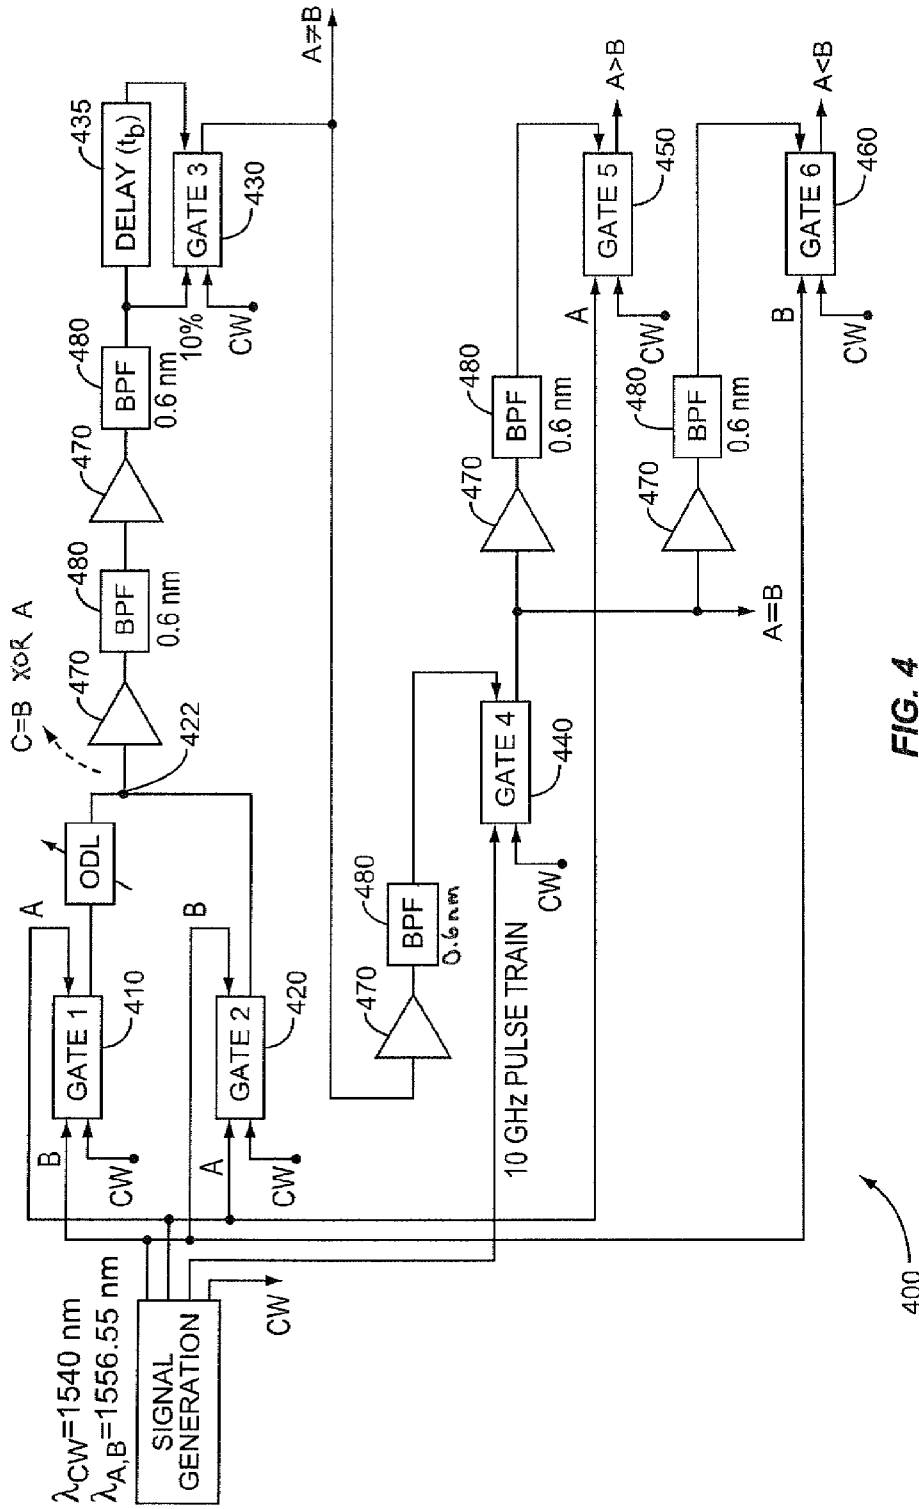 λCW=1540 nm
λA,B=1556.55 nm
SIGNAL
GENERATION
CW
B
A
GATE 1
410
CW
ODL
A
B
GATE 2
420
CW
422
C=B XOR A
470
BPF
480
0.6 nm
470
BPF
480
0.6 nm
10%
CW
DELAY (tb)
435
GATE 3
430
A≠B
470
BPF
480
0.6 nm
10 GHz PULSE TRAIN
CW
GATE 4
440
A=B
470
BPF
480
0.6 nm
A
CW
GATE 5
450
A>B
470
BPF
480
0.6 nm
B
CW
GATE 6
460
A<B
400
FIG. 4